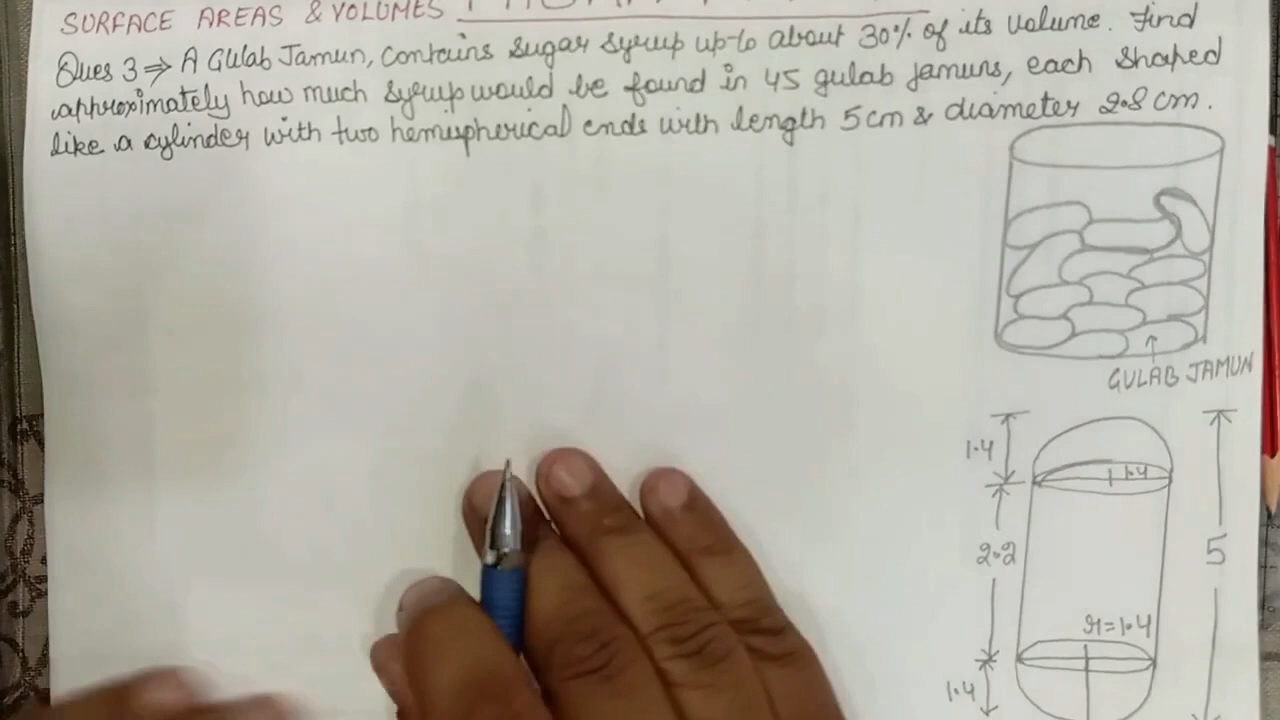 SURFACE AREAS & VOLUMES
Ques 3⇒ A Gulab Jamun, contains sugar syrup up-to about 30% of its volume. Find
approximately how much syrup would be found in 45 gulab jamuns, each shaped
like a cylinder with two hemispherical ends with length 5cm & diameter 2.8 cm.
GULAB JAMUN
1.4
1.4
2.2
5
r=1.4
1.4